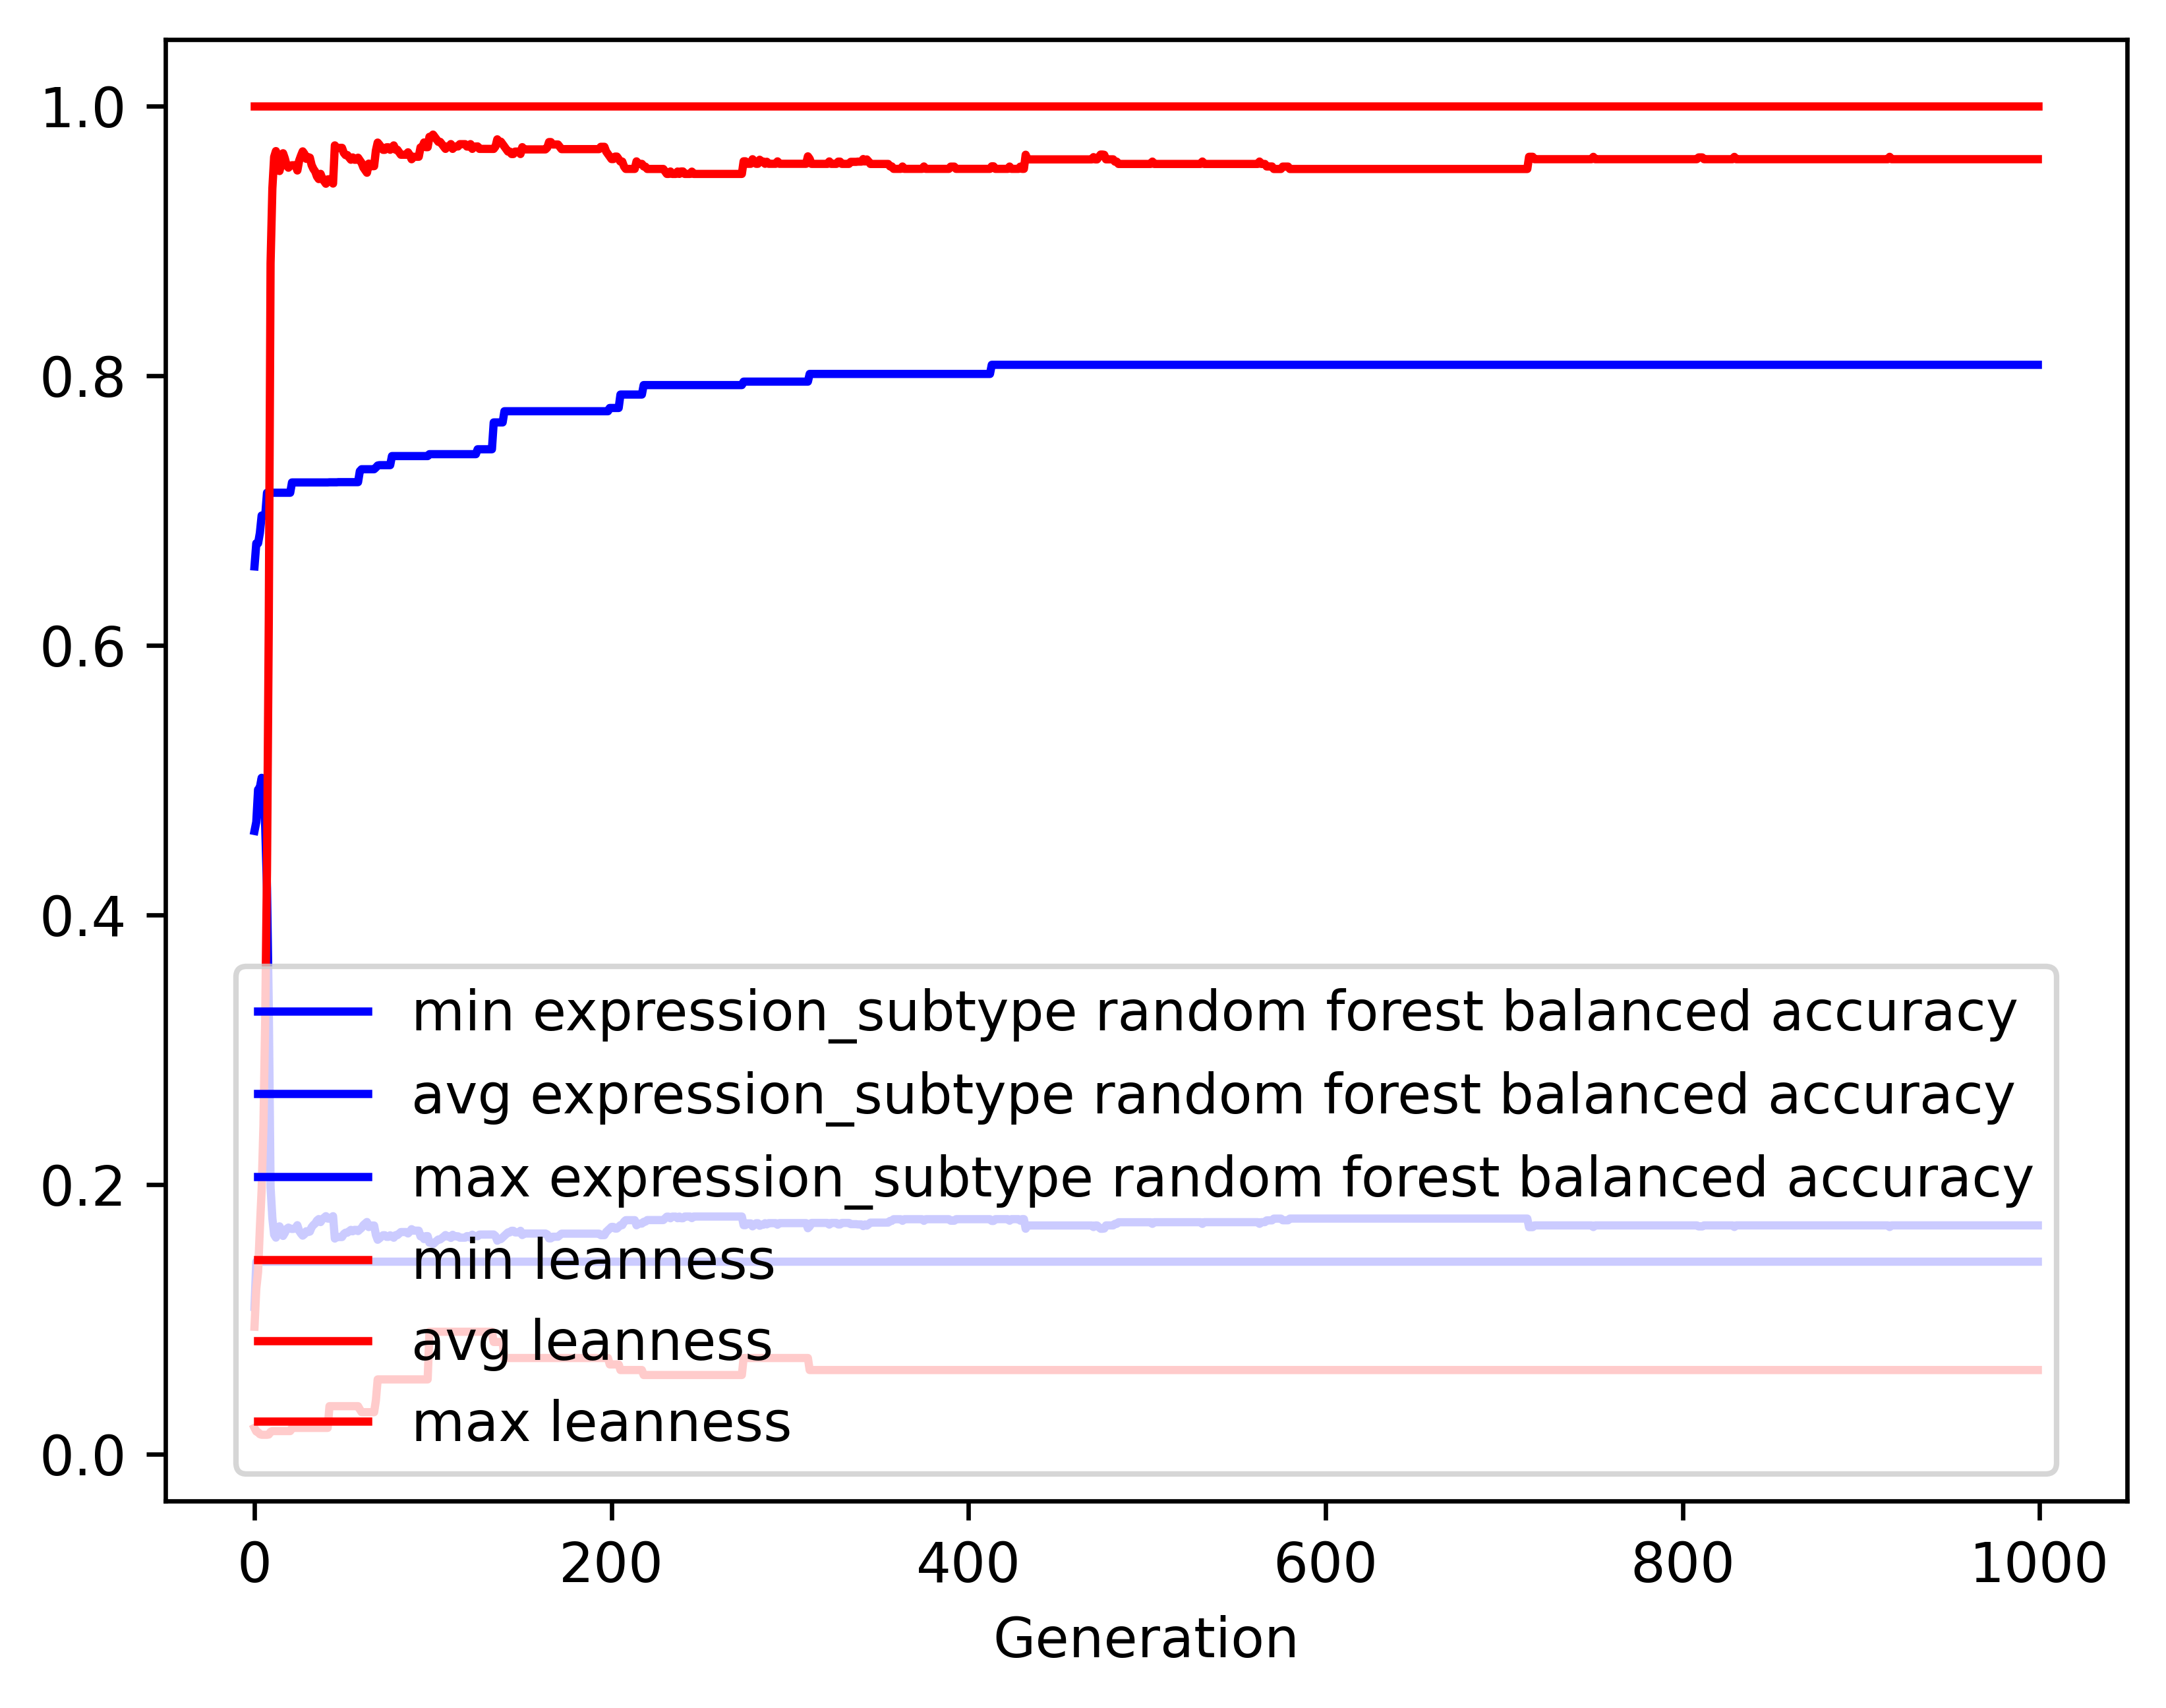 1.0
0.8
0.6
0.4
0.2
0.0
min expression_subtype random forest balanced accuracy
avg expression_subtype random forest balanced accuracy
max expression_subtype random forest balanced accuracy
min leanness
avg leanness
max leanness
0 200 400 600 800 1000
Generation